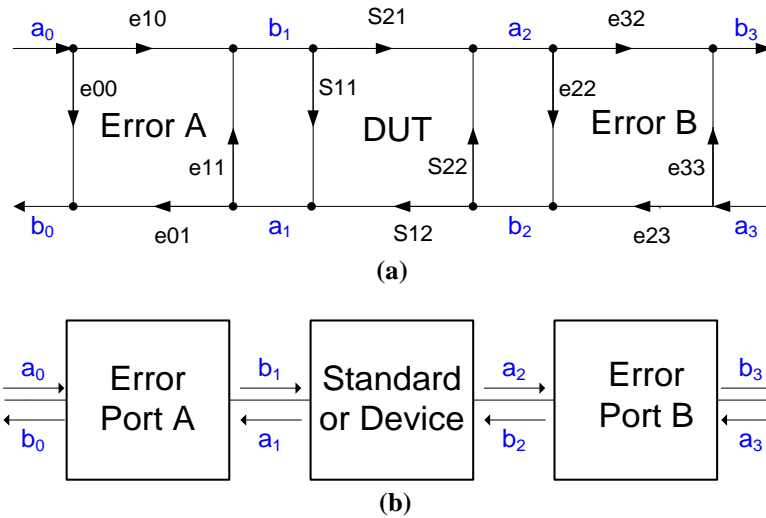 a0 e10 b1 S21 a2 e32 b3
e00 S11 e22
Error A DUT Error B
e11 S22 e33
b0 e01 a1 S12 b2 e23 a3
(a)
a0 b1 a2 b3
Error Port A
Standard or Device
Error Port B
b0 a1 b2 a3
(b)